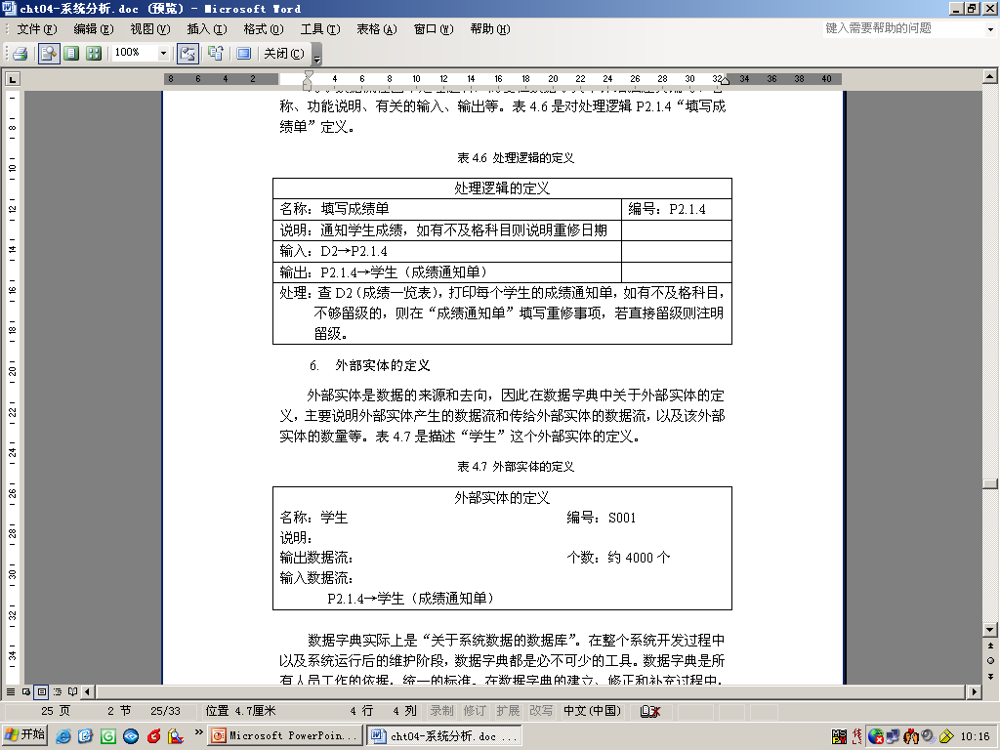 cht04-系统分析.doc (预览) - Microsoft Word
文件(F) 编辑(E) 视图(V) 插入(I) 格式(O) 工具(T) 表格(A) 窗口(W) 帮助(H) 键入需要帮助的问题
100% 关闭(C)
8 6 4 2 2 4 6 8 10 12 14 16 18 20 22 24 26 28 30 32 34 36 38 40
称、功能说明、有关的输入、输出等。表 4.6 是对处理逻辑 P2.1.4“填写成
绩单”定义。
表 4.6 处理逻辑的定义
处理逻辑的定义
名称：填写成绩单 编号：P2.1.4
说明：通知学生成绩，如有不及格科目则说明重修日期
输入：D2→P2.1.4
输出：P2.1.4→学生（成绩通知单）
处理：查 D2（成绩一览表），打印每个学生的成绩通知单，如有不及格科目，
不够留级的，则在“成绩通知单”填写重修事项，若直接留级则注明
留级。
6. 外部实体的定义
外部实体是数据的来源和去向，因此在数据字典中关于外部实体的定
义，主要说明外部实体产生的数据流和传给外部实体的数据流，以及该外部
实体的数量等。表 4.7 是描述“学生”这个外部实体的定义。
表 4.7 外部实体的定义
外部实体的定义
名称：学生 编号：S001
说明：
输出数据流： 个数：约 4000 个
输入数据流：
P2.1.4→学生（成绩通知单）
数据字典实际上是“关于系统数据的数据库”。在整个系统开发过程中
以及系统运行后的维护阶段，数据字典都是必不可少的工具。数据字典是所
有人员工作的依据，统一的标准。在数据字典的建立、修正和补充过程中，
25 页 2 节 25/33 位置 4.7厘米 4 行 4 列 录制 修订 扩展 改写 中文(中国)
开始 Microsoft PowerPoin... cht04-系统分析.doc ... 10:16